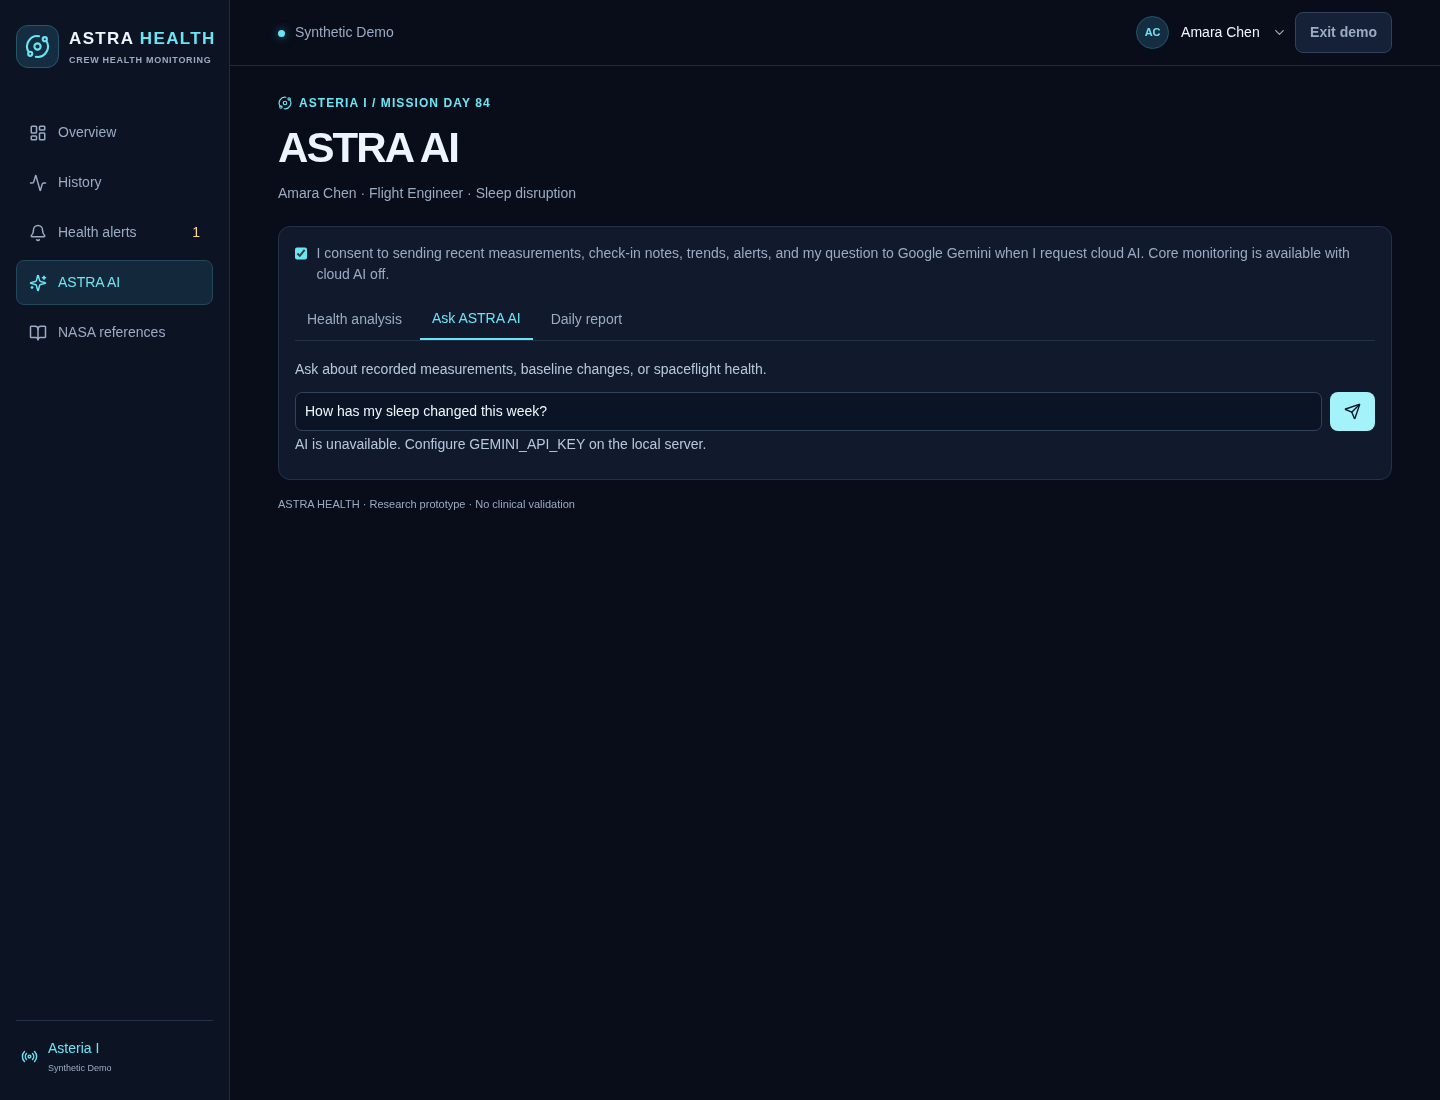 ASTRA HEALTH
CREW HEALTH MONITORING
Overview
History
Health alerts 1
ASTRA AI
NASA references
Asteria I
Synthetic Demo
Synthetic Demo
AC Amara Chen Exit demo
ASTERIA I / MISSION DAY 84
ASTRA AI
Amara Chen · Flight Engineer · Sleep disruption
I consent to sending recent measurements, check-in notes, trends, alerts, and my question to Google Gemini when I request cloud AI. Core monitoring is available with
cloud AI off.
Health analysis Ask ASTRA AI Daily report
Ask about recorded measurements, baseline changes, or spaceflight health.
How has my sleep changed this week?
AI is unavailable. Configure GEMINI_API_KEY on the local server.
ASTRA HEALTH · Research prototype · No clinical validation